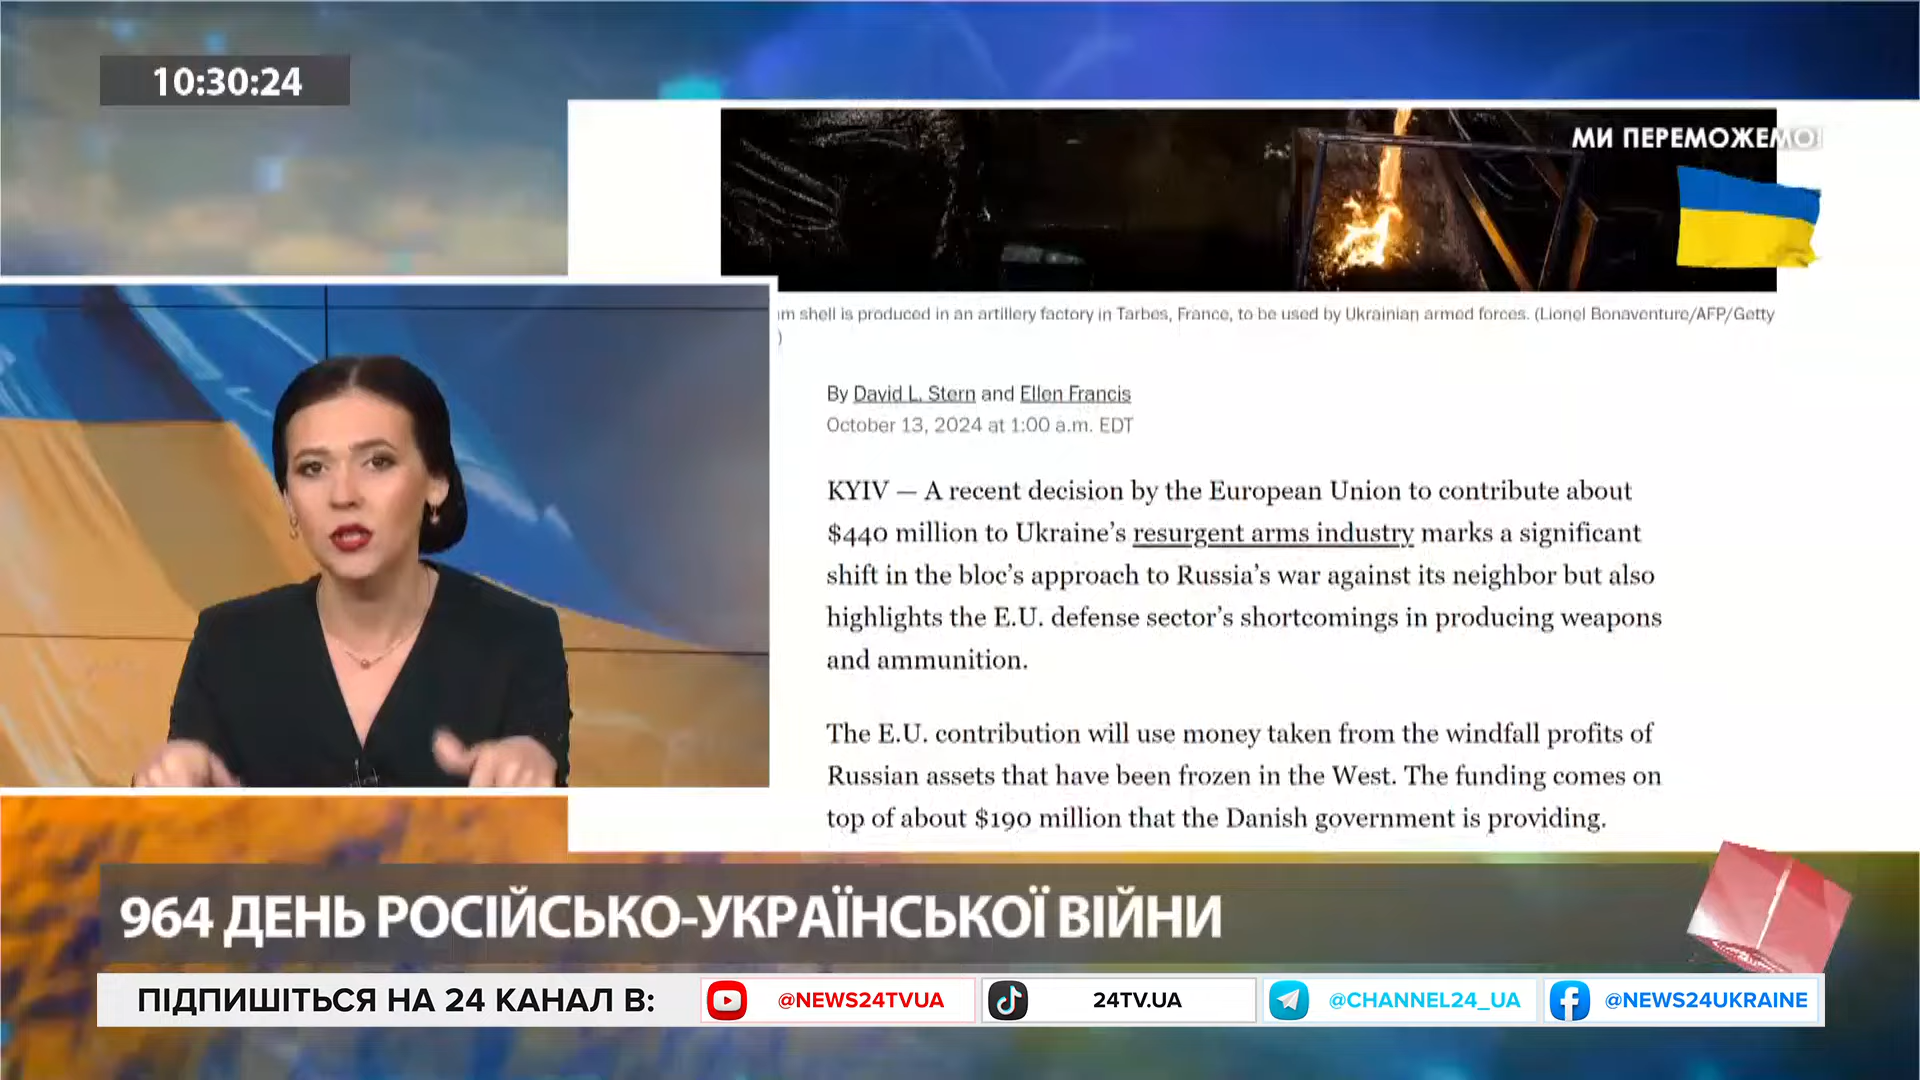 10:30:24
МИ ПЕРЕМОЖЕМО!
m shell is produced in an artillery factory in Tarbes, France, to be used by Ukrainian armed forces. (Lionel Bonaventure/AFP/Getty
)
By David L. Stern and Ellen Francis
October 13, 2024 at 1:00 a.m. EDT
KYIV — A recent decision by the European Union to contribute about
$440 million to Ukraine’s resurgent arms industry marks a significant
shift in the bloc’s approach to Russia’s war against its neighbor but also
highlights the E.U. defense sector’s shortcomings in producing weapons
and ammunition.
The E.U. contribution will use money taken from the windfall profits of
Russian assets that have been frozen in the West. The funding comes on
top of about $190 million that the Danish government is providing.
964 ДЕНЬ РОСІЙСЬКО-УКРАЇНСЬКОЇ ВІЙНИ
ПІДПИШІТЬСЯ НА 24 КАНАЛ В:
@NEWS24TVUA
24TV.UA
@CHANNEL24_UA
@NEWS24UKRAINE